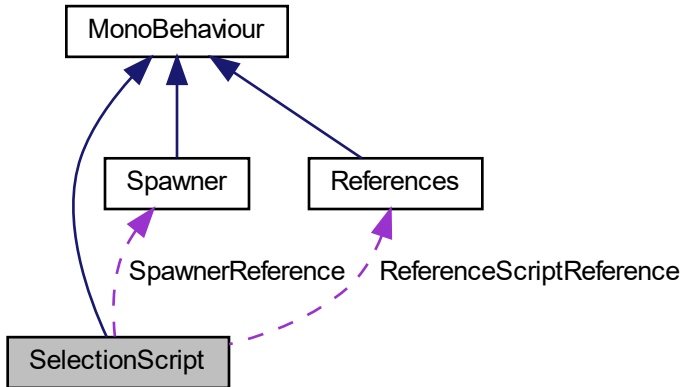 MonoBehaviour
Spawner
References
SpawnerReference
ReferenceScriptReference
SelectionScript